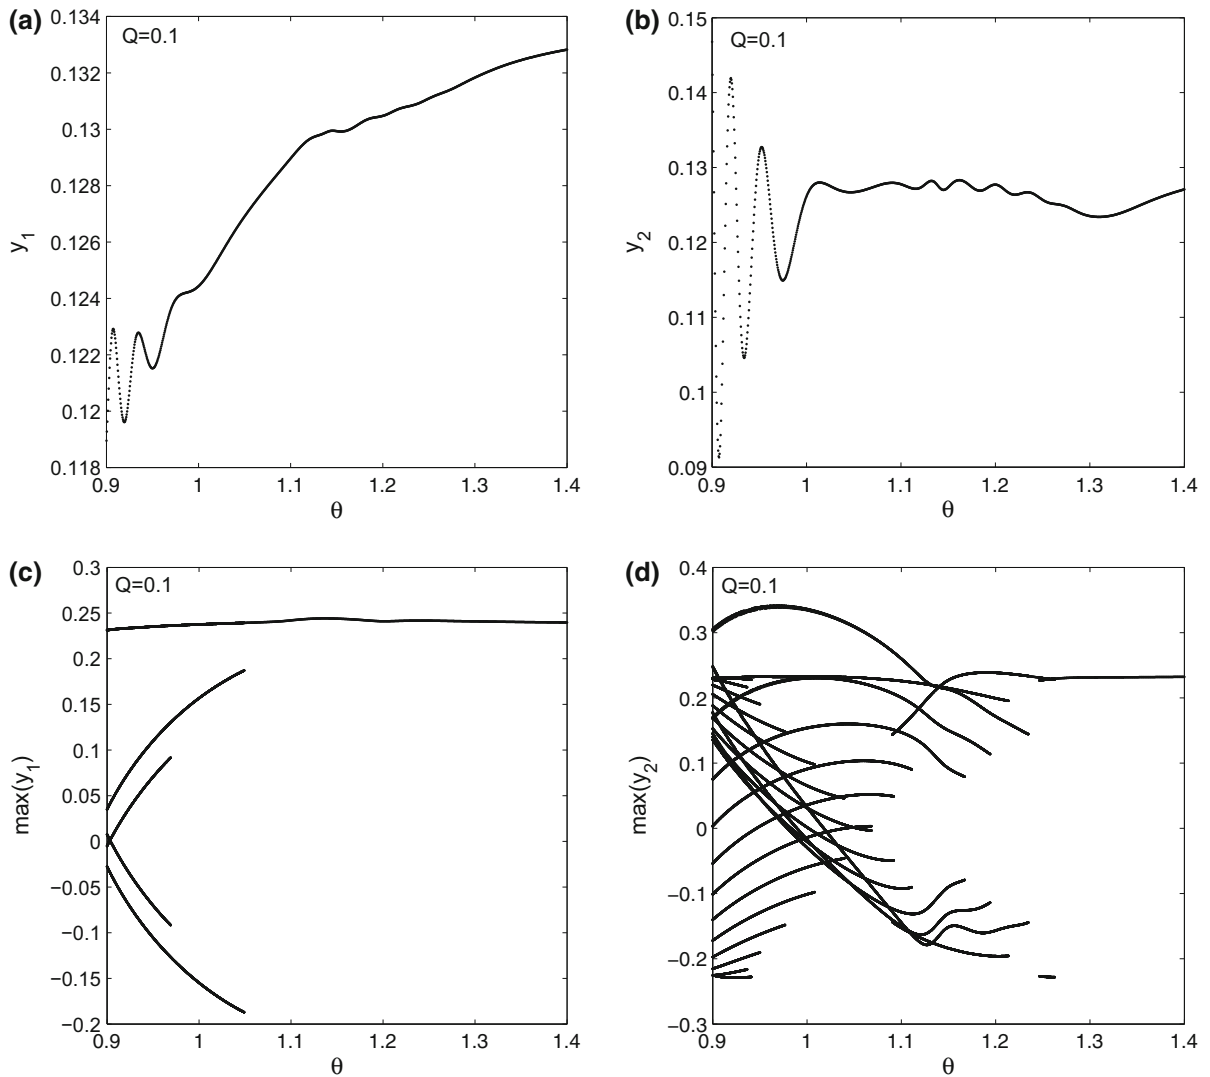 (a)
Q=0.1
0.134
0.132
0.13
0.128
0.126
0.124
0.122
0.12
0.118
y1
0.9 1 1.1 1.2 1.3 1.4
θ
(b)
Q=0.1
0.15
0.14
0.13
0.12
0.11
0.1
0.09
y2
0.9 1 1.1 1.2 1.3 1.4
θ
(c)
Q=0.1
0.3
0.25
0.2
0.15
0.1
0.05
0
−0.05
−0.1
−0.15
−0.2
max(y1)
0.9 1 1.1 1.2 1.3 1.4
θ
(d)
Q=0.1
0.4
0.3
0.2
0.1
0
−0.1
−0.2
−0.3
max(y2)
0.9 1 1.1 1.2 1.3 1.4
θ